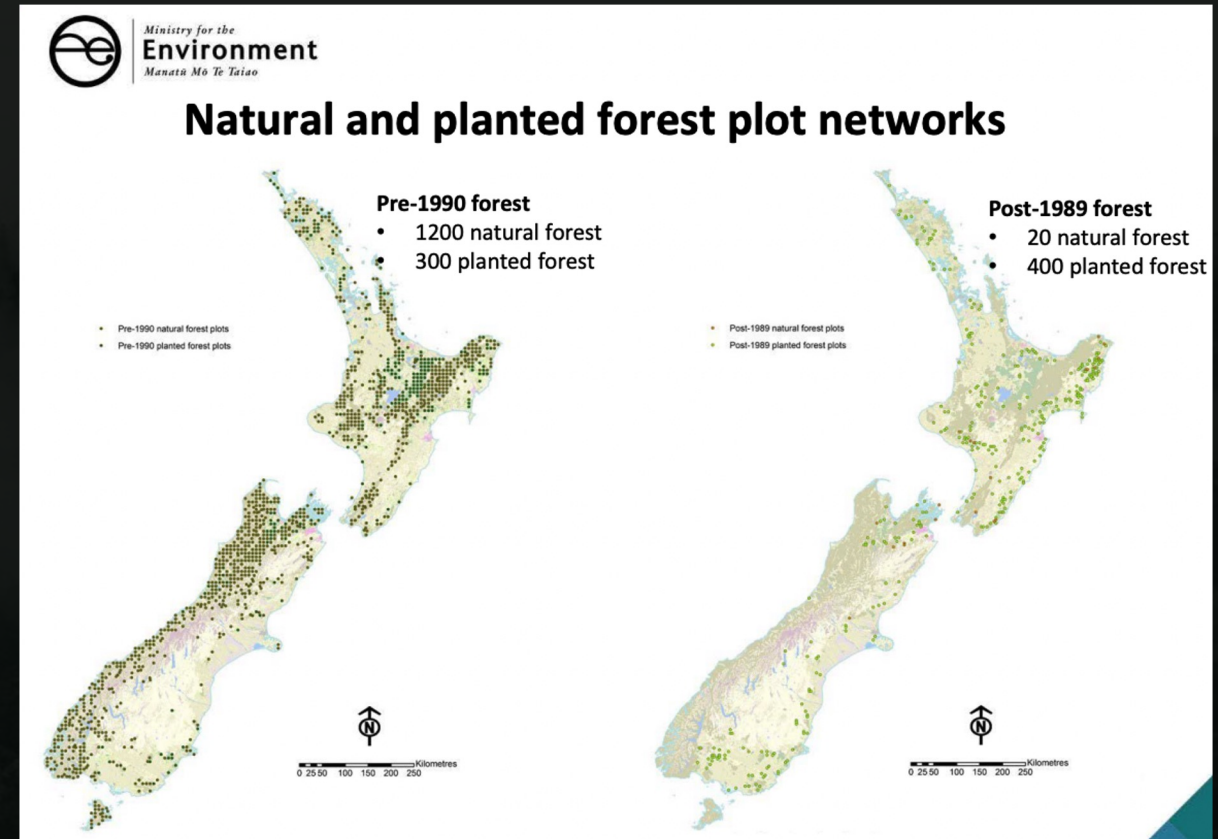 Ministry for the
Environment
Manatū Mō Te Taiao
Natural and planted forest plot networks
Pre-1990 forest
• 1200 natural forest
• 300 planted forest
Pre-1990 natural forest plots
Pre-1990 planted forest plots
N
Kilometres
0 25 50 100 150 200 250
Post-1989 forest
• 20 natural forest
• 400 planted forest
Post-1989 natural forest plots
Post-1989 planted forest plots
N
Kilometres
0 25 50 100 150 200 250